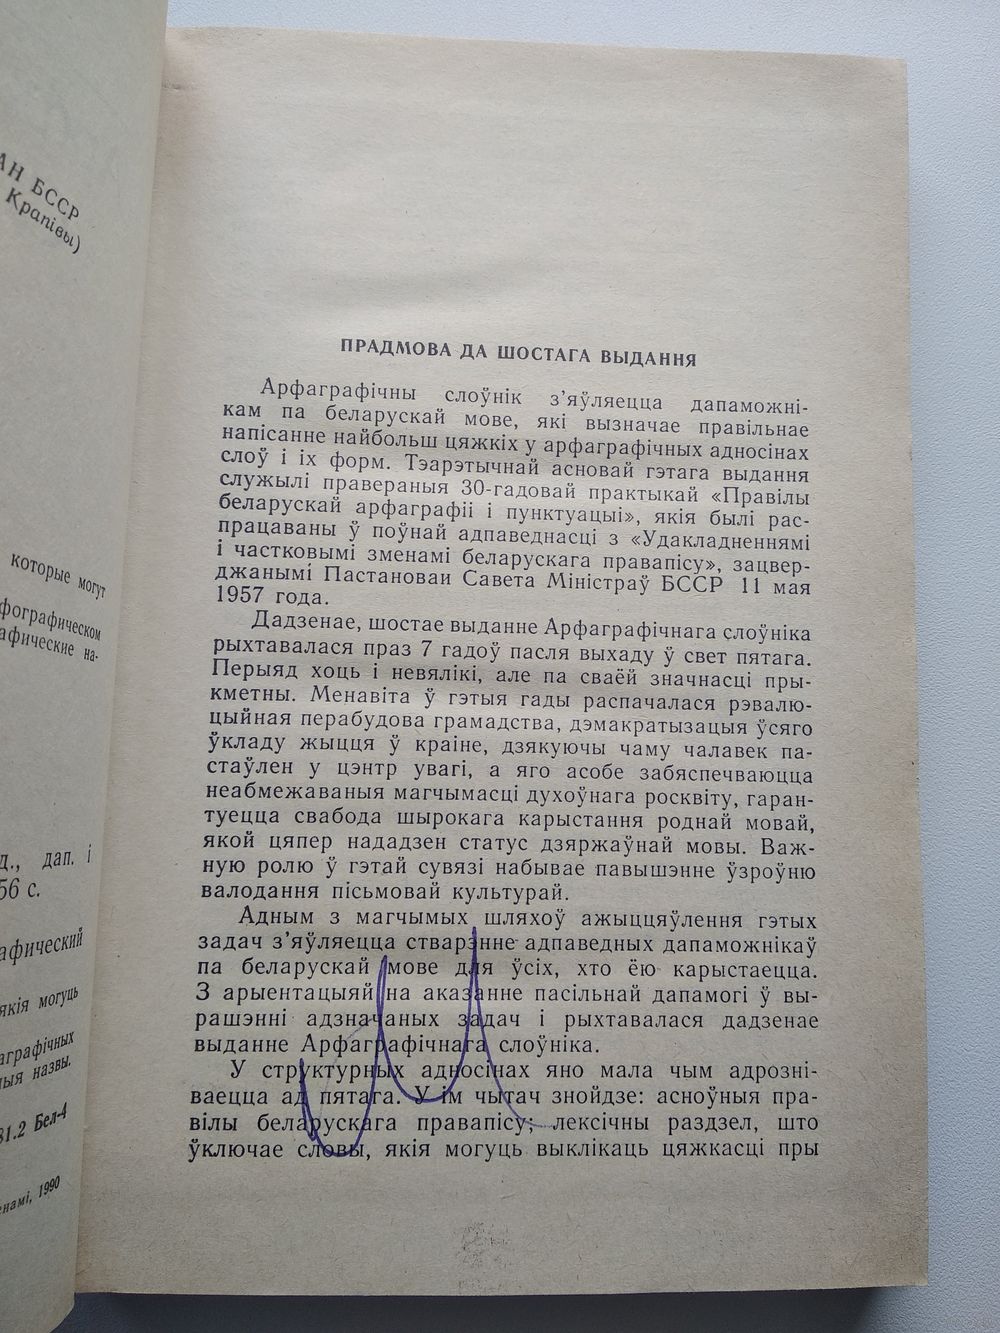 АН БССР
Крапівы)
которые могут
фографическом
афические на-
д., дап. і
56 с.
афический
якія могуць
аграфічных
ыя назвы.
81.2 Бел-4
енамі, 1990
ПРАДМОВА ДА ШОСТАГА ВЫДАННЯ
Арфаграфічны слоўнік з'яўляецца дапаможні-
кам па беларускай мове, які вызначае правільнае
напісанне найбольш цяжкіх у арфаграфічных адносінах
слоў і іх форм. Тэарэтычнай асновай гэтага выдання
служылі правераныя 30-гадовай практыкай «Правілы
беларускай арфаграфіі і пунктуацыі», якія былі рас-
працаваны ў поўнай адпаведнасці з «Удакладненнямі
і частковымі зменамі беларускага правапісу», зацвер-
джанымі Пастановаи Савета Міністраў БССР 11 мая
1957 года.
Дадзенае, шостае выданне Арфаграфічнага слоўніка
рыхтавалася праз 7 гадоў пасля выхаду ў свет пятага.
Перыяд хоць і невялікі, але па сваёй значнасці пры-
кметны. Менавіта ў гэтыя гады распачалася рэвалю-
цыйная перабудова грамадства, дэмакратызацыя ўсяго
ўкладу жыцця ў краіне, дзякуючы чаму чалавек па-
стаўлен у цэнтр увагі, а яго асобе забяспечваюцца
неабмежаваныя магчымасці духоўнага росквіту, гаран-
туецца свабода шырокага карыстання роднай мовай,
якой цяпер нададзен статус дзяржаўнай мовы. Важ-
ную ролю ў гэтай сувязі набывае павышэнне ўзроўню
валодання пісьмовай культурай.
Адным з магчымых шляхоў ажыццяўлення гэтых
задач з'яўляецца стварэнне адпаведных дапаможнікаў
па беларускай мове для ўсіх, хто ёю карыстаецца.
З арыентацыяй на аказанне пасільнай дапамогі ў вы-
рашэнні адзначаных задач і рыхтавалася дадзенае
выданне Арфаграфічнага слоўніка.
У структурных адносінах яно мала чым адрозні-
ваецца ад пятага. У ім чытач знойдзе: асноўныя пра-
вілы беларускага правапісу; лексічны раздзел, што
ўключае словы, якія могуць выклікаць цяжкасці пры